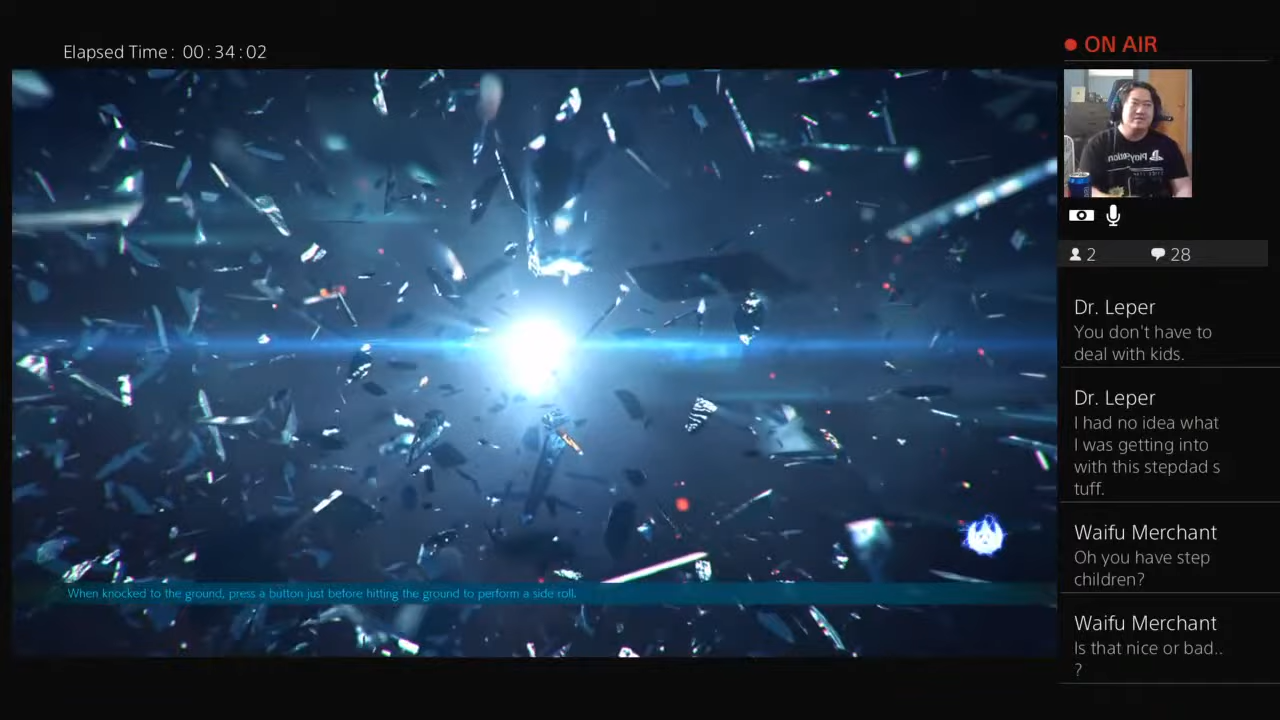 Elapsed Time: 00:34:02
ON AIR
PlayStation
2
28
Dr. Leper
You don't have to
deal with kids.
Dr. Leper
I had no idea what
I was getting into
with this stepdad s
tuff.
Waifu Merchant
Oh you have step
children?
Waifu Merchant
Is that nice or bad..
?
When knocked to the ground, press a button just before hitting the ground to perform a side roll.